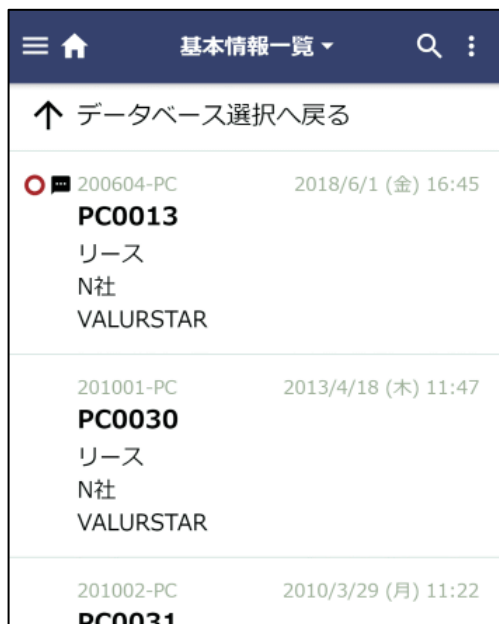 基本情報一覧
データベース選択へ戻る
200604-PC 2018/6/1 (金) 16:45
PC0013
リース
N社
VALURSTAR
201001-PC 2013/4/18 (木) 11:47
PC0030
リース
N社
VALURSTAR
201002-PC 2010/3/29 (月) 11:22
PC0031